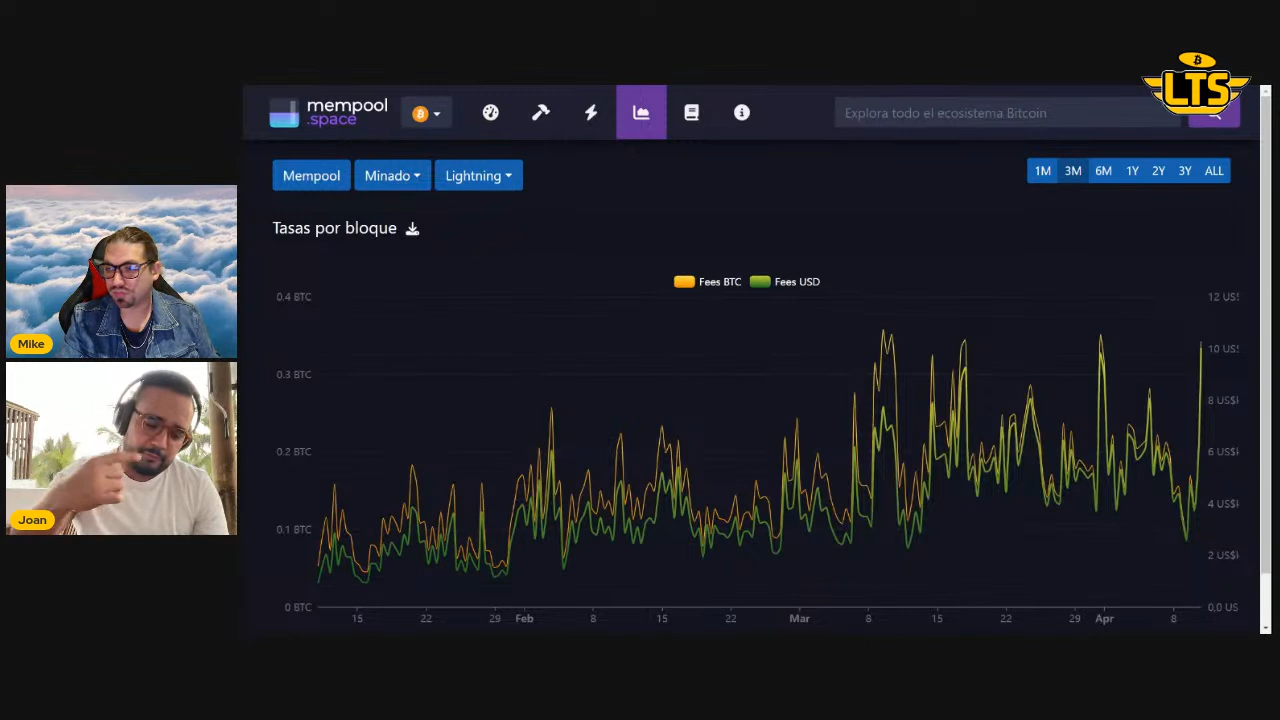 LTS
mempool
.space
Explora todo el ecosistema Bitcoin
Mempool
Minado
Lightning
1M 3M 6M 1Y 2Y 3Y ALL
Tasas por bloque
Fees BTC
Fees USD
0.4 BTC
12 US$
10 US$
0.3 BTC
8 US$
0.2 BTC
6 US$
4 US$
0.1 BTC
2 US$
0 BTC
0,0 US
15 22 29 Feb 8 15 22 Mar 8 15 22 29 Apr 8
Mike
Joan